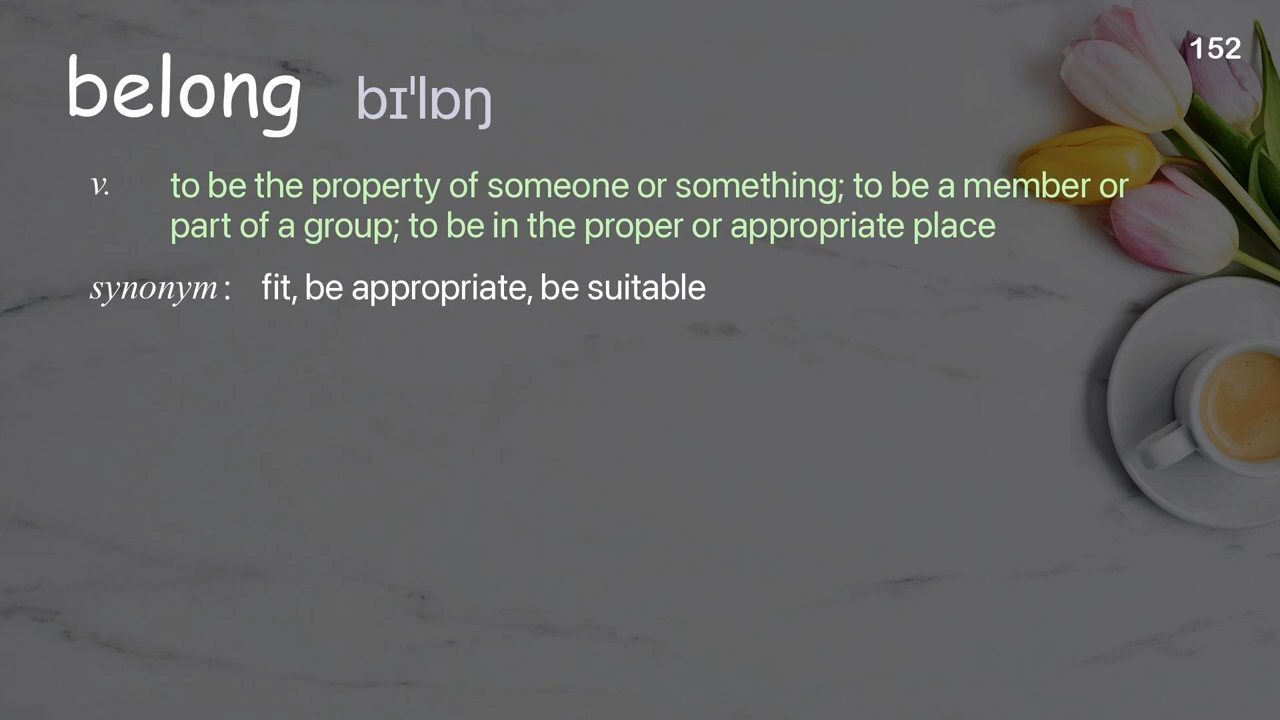 152
belong bɪˈlɒŋ
v. to be the property of someone or something; to be a member or
part of a group; to be in the proper or appropriate place
synonym : fit, be appropriate, be suitable